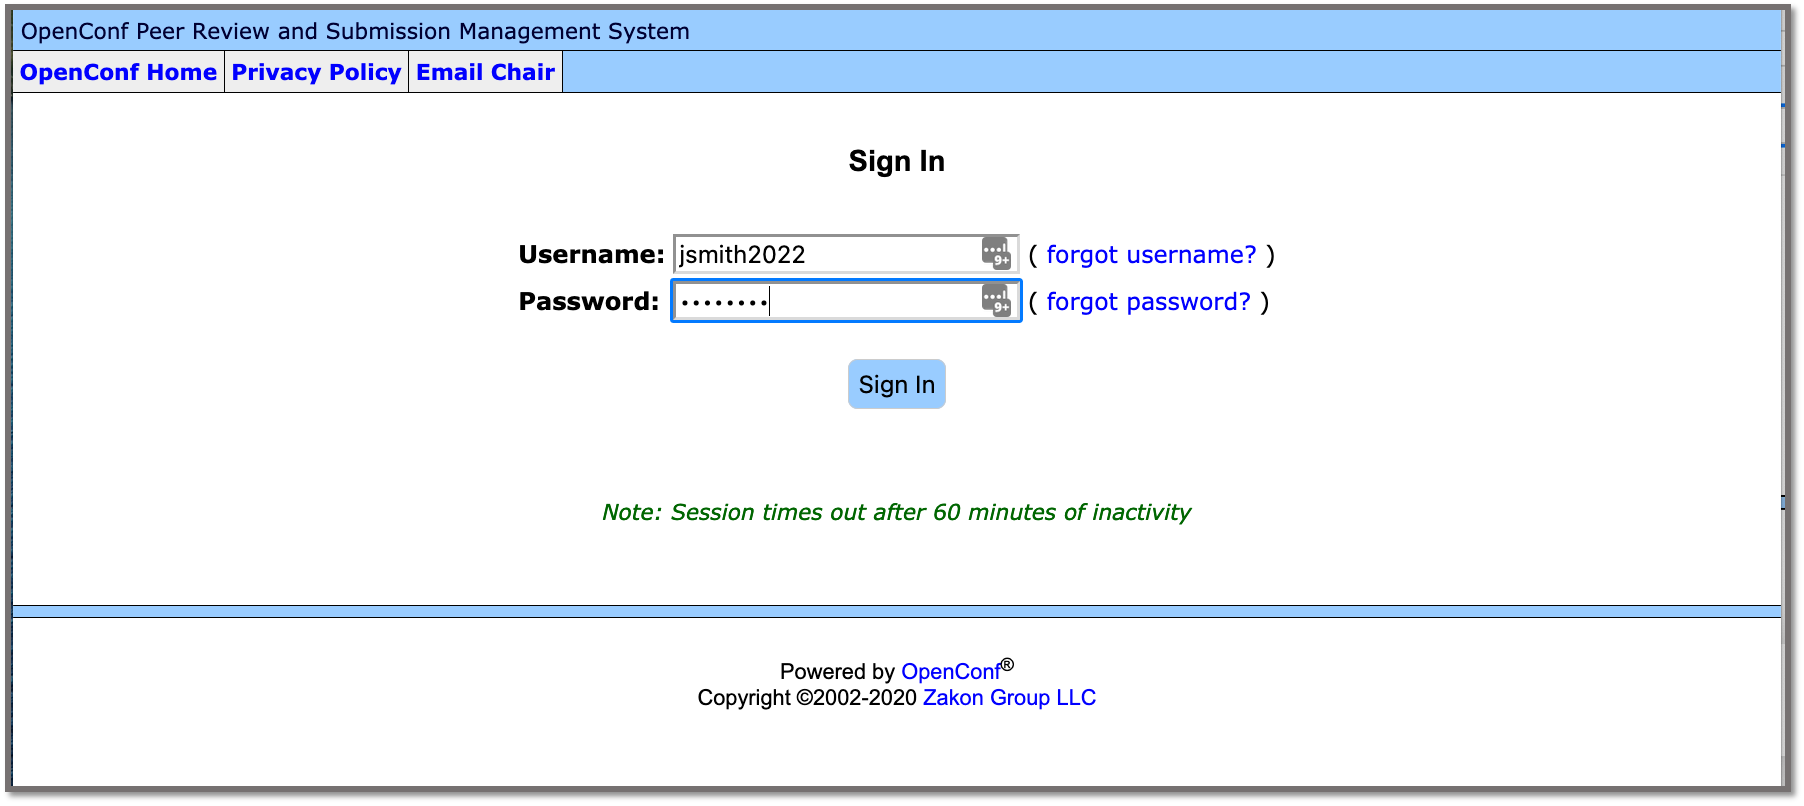 OpenConf Peer Review and Submission Management System
OpenConf Home Privacy Policy Email Chair
Sign In
Username: jsmith2022 9+ ( forgot username? )
Password: •••••••• 9+ ( forgot password? )
Sign In
Note: Session times out after 60 minutes of inactivity
Powered by OpenConf®
Copyright ©2002-2020 Zakon Group LLC